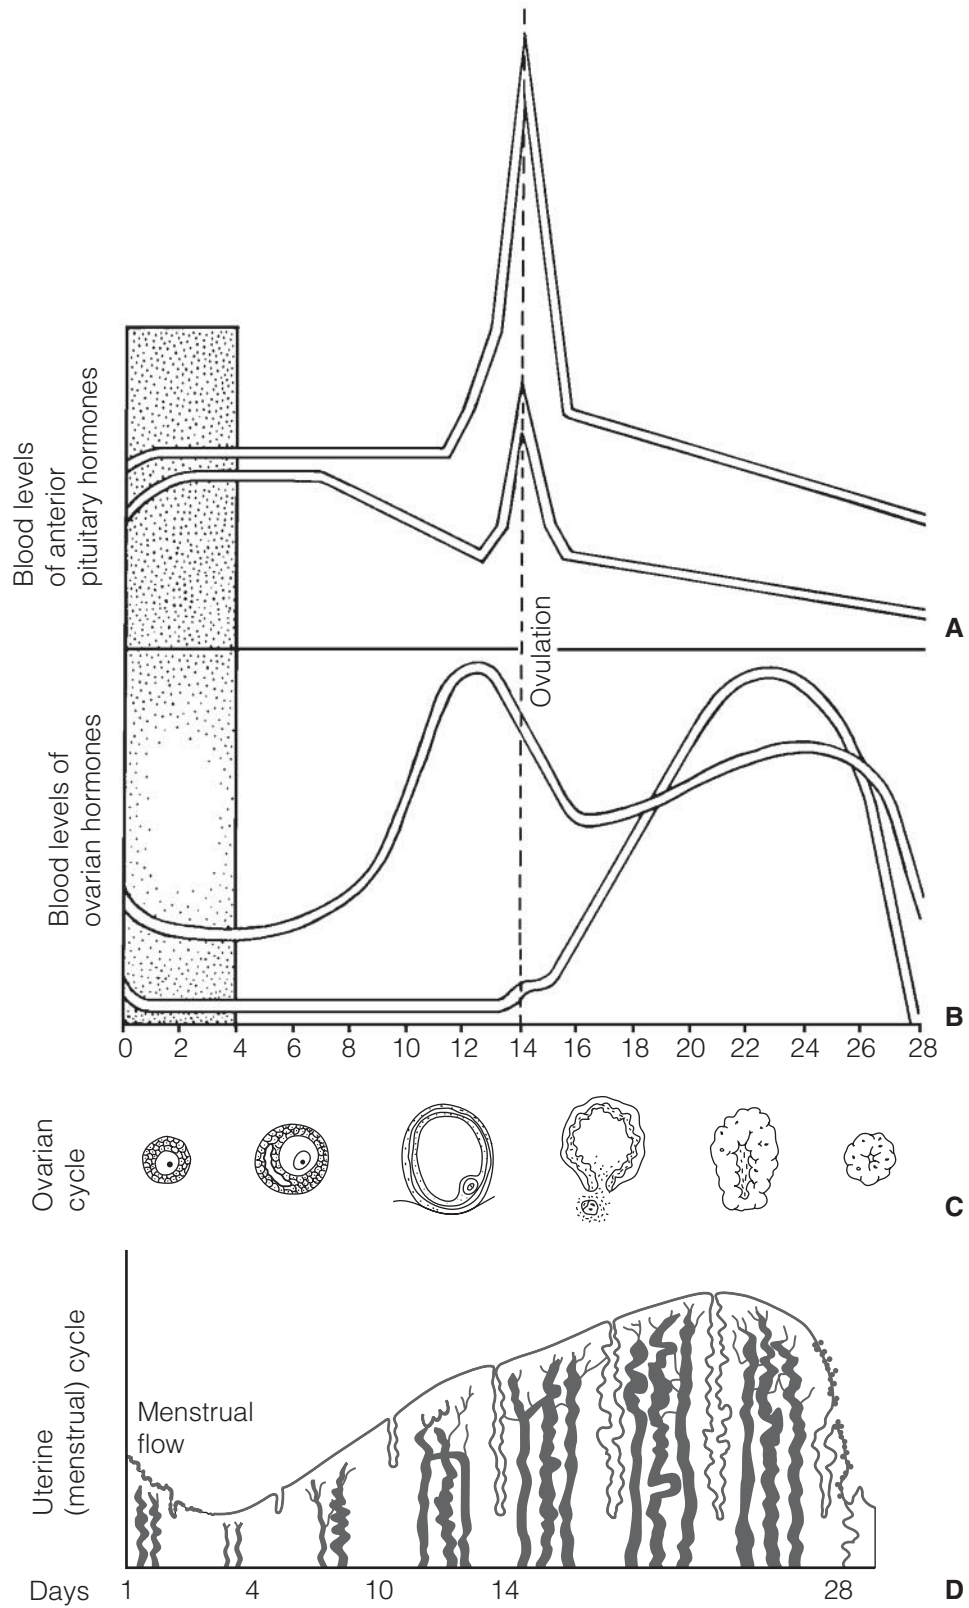 Blood levels
of anterior
pituitary hormones
Ovulation
A
Blood levels of
ovarian hormones
B
0 2 4 6 8 10 12 14 16 18 20 22 24 26 28
Ovarian
cycle
C
Uterine
(menstrual) cycle
Menstrual
flow
Days 1 4 10 14 28
D